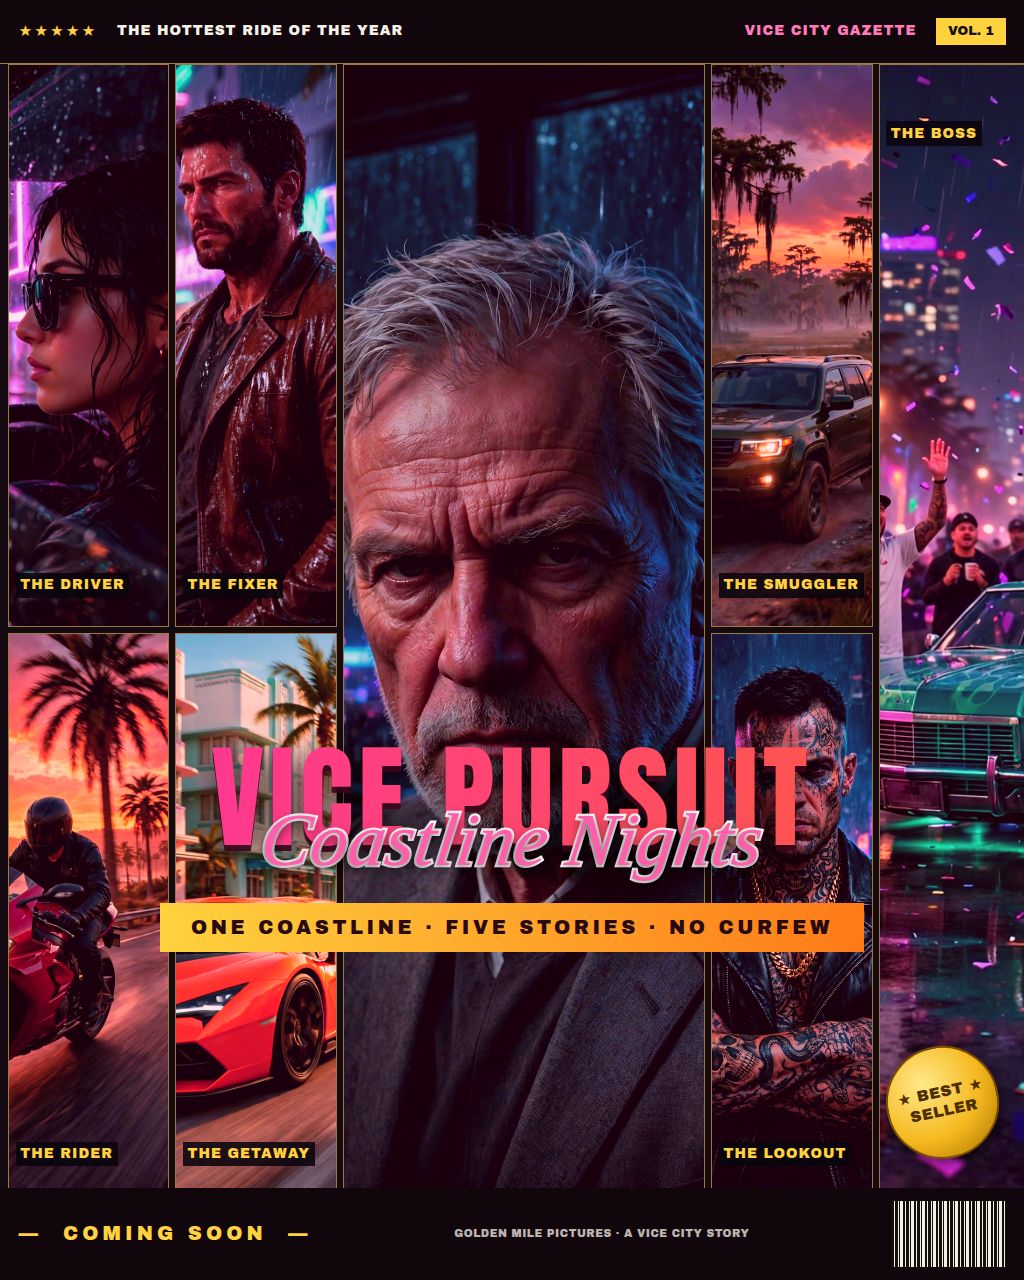 ★★★★★ THE HOTTEST RIDE OF THE YEAR
VICE CITY GAZETTE
VOL. 1
THE BOSS
THE DRIVER
THE FIXER
THE SMUGGLER
VICE PURSUIT
Coastline Nights
ONE COASTLINE · FIVE STORIES · NO CURFEW
★ BEST ★
SELLER
THE RIDER
THE GETAWAY
THE LOOKOUT
— COMING SOON —
GOLDEN MILE PICTURES · A VICE CITY STORY